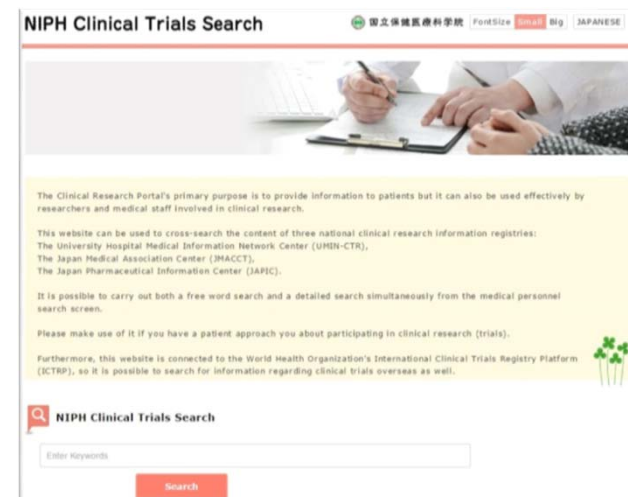 NIPH Clinical Trials Search
国立保健医療科学院 FontSize Small Big JAPANESE
The Clinical Research Portal's primary purpose is to provide information to patients but it can also be used effectively by
researchers and medical staff involved in clinical research.
This website can be used to cross-search the content of three national clinical research information registries:
The University Hospital Medical Information Network Center (UMIN-CTR),
The Japan Medical Association Center (JMACCT),
The Japan Pharmaceutical Information Center (JAPIC).
It is possible to carry out both a free word search and a detailed search simultaneously from the medical personnel
search screen.
Please make use of it if you have a patient approach you about participating in clinical research (trials).
Furthermore, this website is connected to the World Health Organization's International Clinical Trials Registry Platform
(ICTRP), so it is possible to search for information regarding clinical trials overseas as well.
NIPH Clinical Trials Search
Enter Keywords
Search